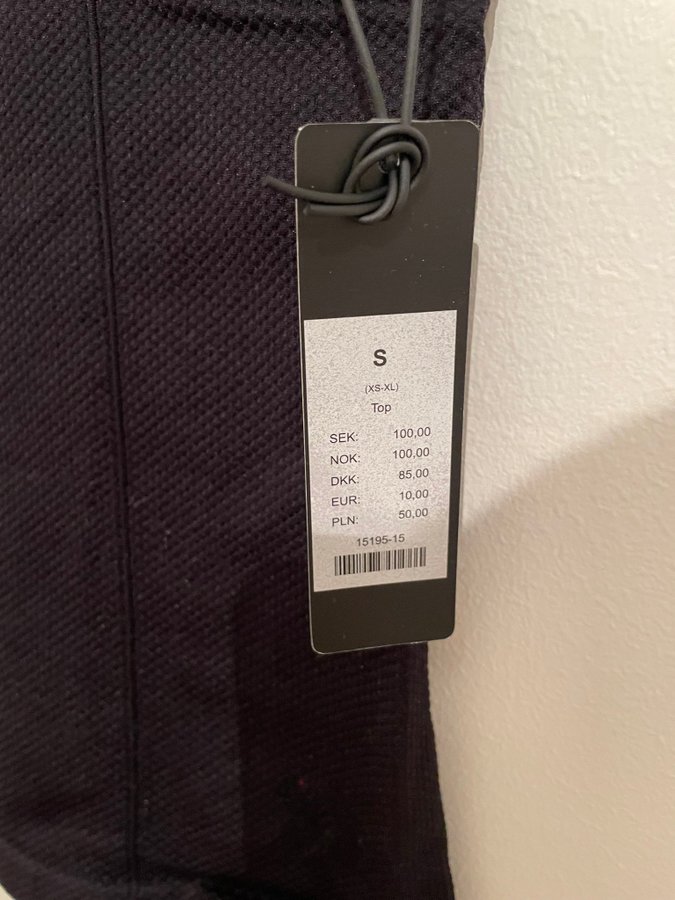 S
(XS-XL)
Top
SEK: 100,00
NOK: 100,00
DKK: 85,00
EUR: 10,00
PLN: 50,00
15195-15